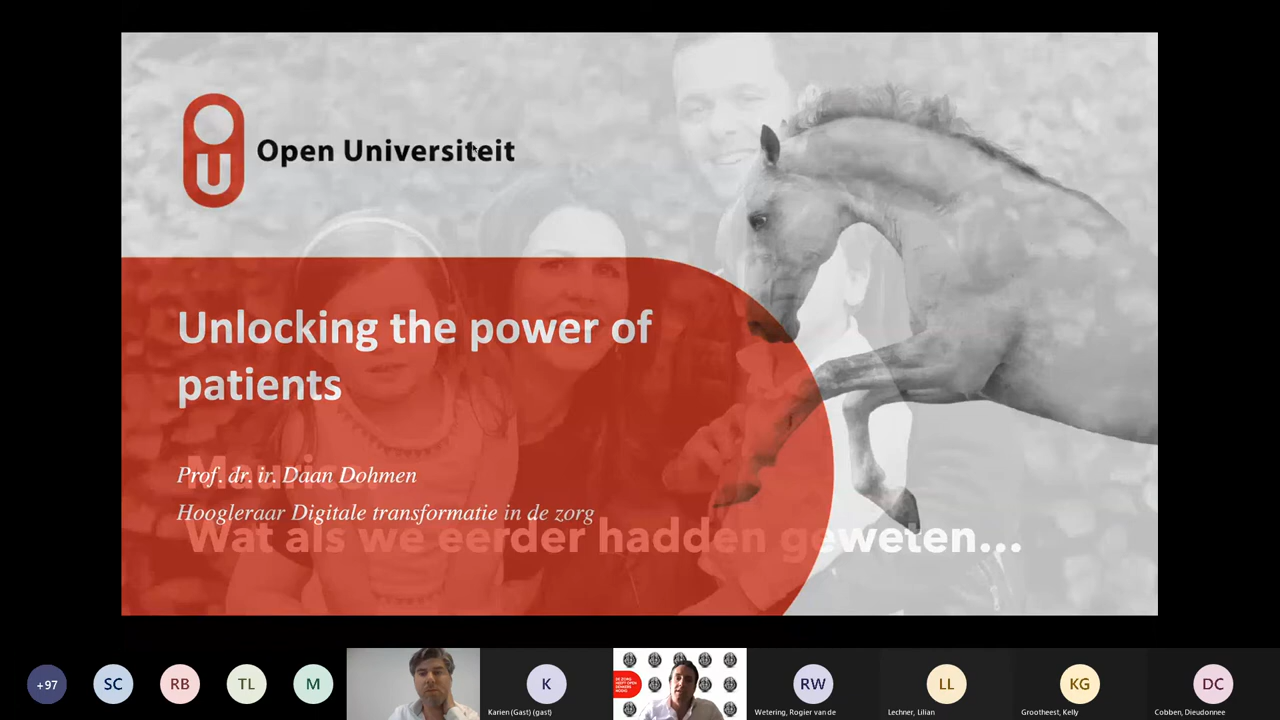 Open Universiteit
Unlocking the power of
patients
Prof. dr. ir. Daan Dohmen
Hoogleraar Digitale transformatie in de zorg
Wat als we eerder hadden geweten...
+97
SC
RB
TL
M
K
Karien (Gast) (gast)
RW
Wetering, Rogier van de
LL
Lechner, Lilian
KG
Grootheest, Kelly
DC
Cobben, Dieudonnee